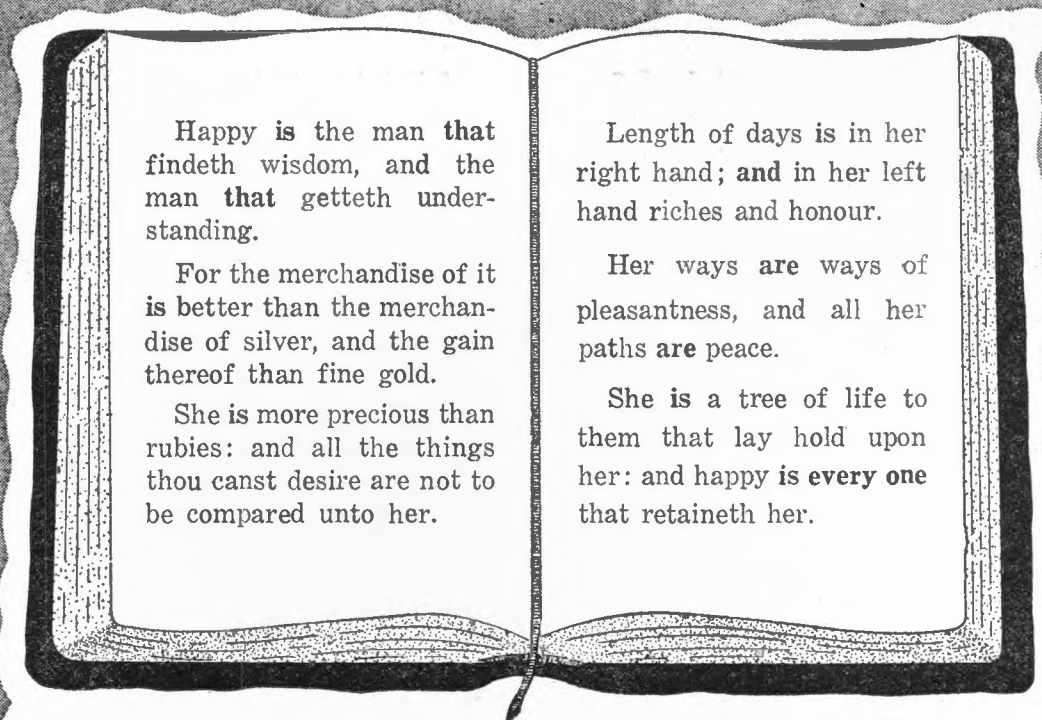 Happy is the man that
findeth wisdom, and the
man that getteth under-
standing.
For the merchandise of it
is better than the merchan-
dise of silver, and the gain
thereof than fine gold.
She is more precious than
rubies: and all the things
thou canst desire are not to
be compared unto her.
Length of days is in her
right hand; and in her left
hand riches and honour.
Her ways are ways of
pleasantness, and all her
paths are peace.
She is a tree of life to
them that lay hold upon
her: and happy is every one
that retaineth her.